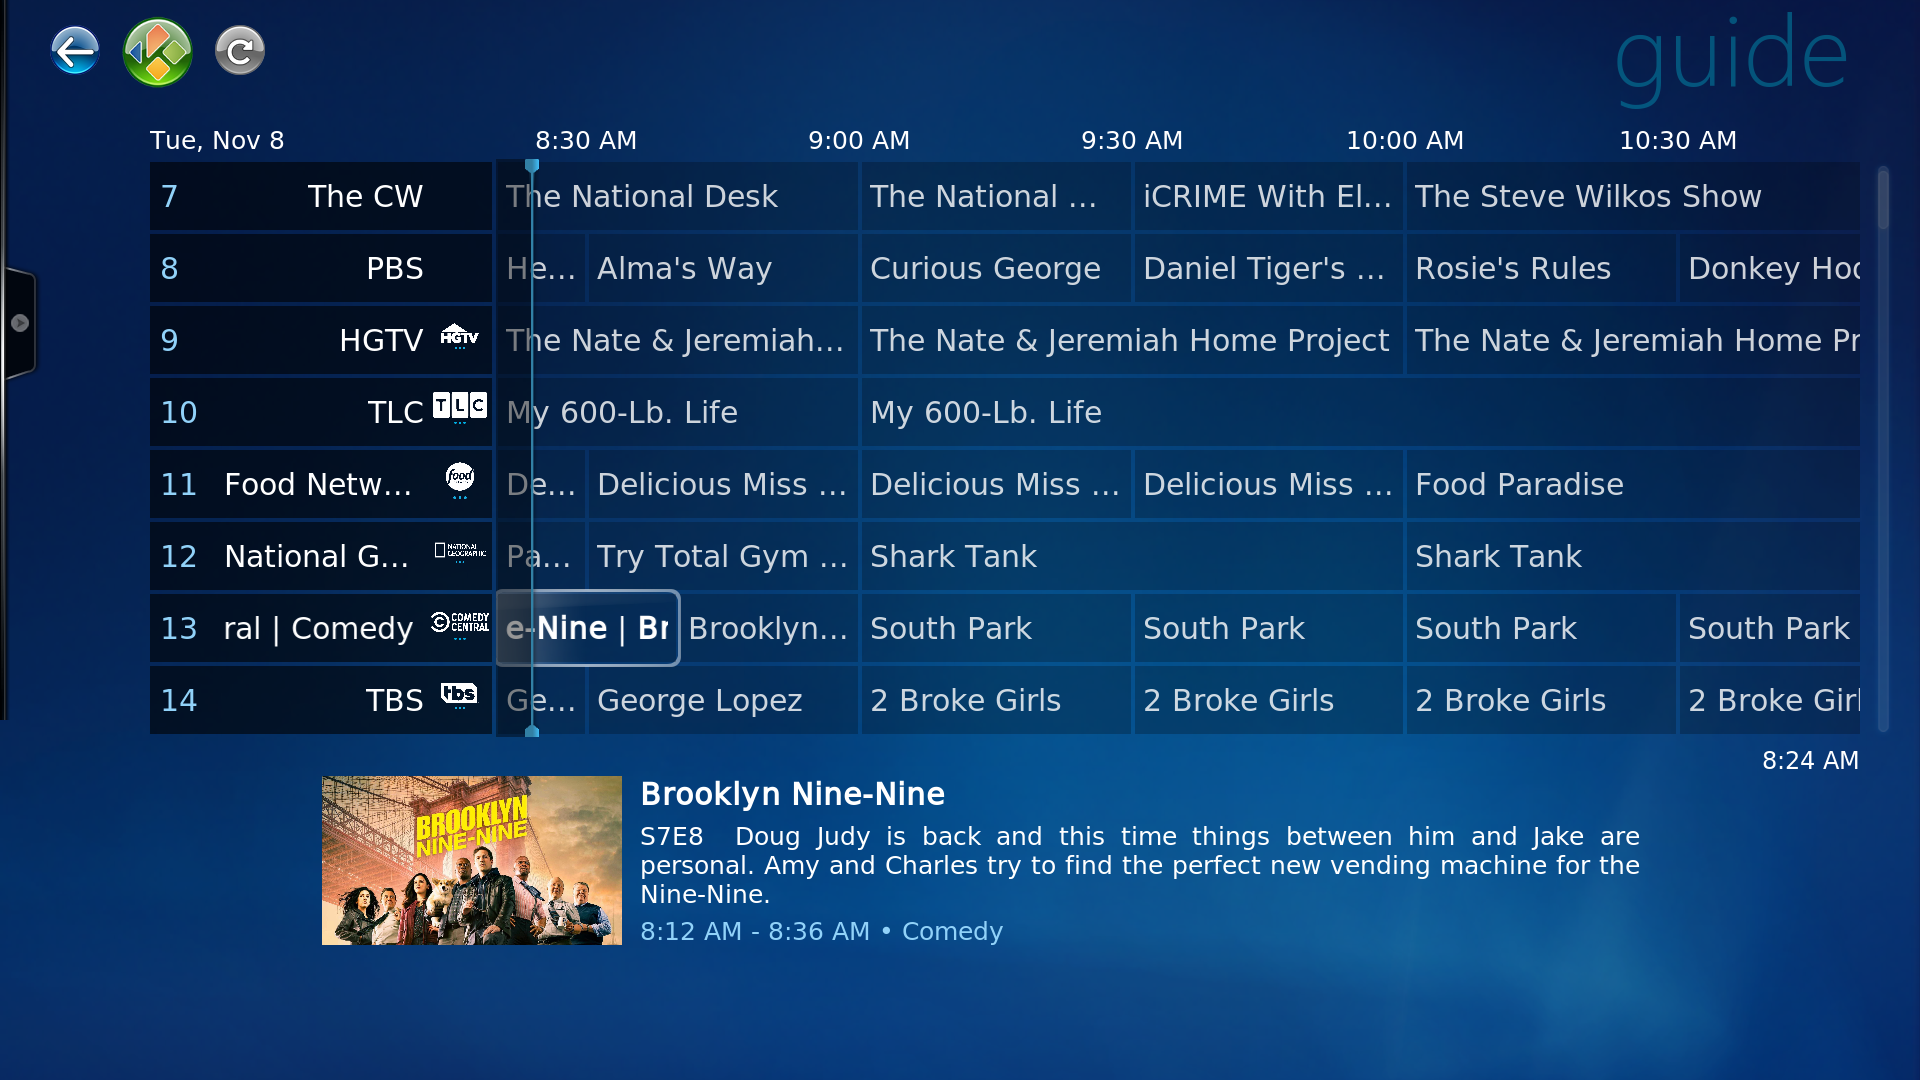 guide
Tue, Nov 8 8:30 AM 9:00 AM 9:30 AM 10:00 AM 10:30 AM
7 The CW The National Desk The National ... iCRIME With El... The Steve Wilkos Show
8 PBS He... Alma's Way Curious George Daniel Tiger's ... Rosie's Rules Donkey Hoo
9 HGTV HGTV The Nate & Jeremiah... The Nate & Jeremiah Home Project The Nate & Jeremiah Home Pr
10 TLC TLC My 600-Lb. Life My 600-Lb. Life
11 Food Netw... food De... Delicious Miss ... Delicious Miss ... Delicious Miss ... Food Paradise
12 National G... NATIONAL GEOGRAPHIC Pa... Try Total Gym ... Shark Tank Shark Tank
13 ral | Comedy COMEDY CENTRAL e-Nine | Br Brooklyn... South Park South Park South Park South Park
14 TBS tbs Ge... George Lopez 2 Broke Girls 2 Broke Girls 2 Broke Girls 2 Broke Girl
8:24 AM
BROOKLYN
NINE-NINE
Brooklyn Nine-Nine
S7E8 Doug Judy is back and this time things between him and Jake are
personal. Amy and Charles try to find the perfect new vending machine for the
Nine-Nine.
8:12 AM - 8:36 AM • Comedy